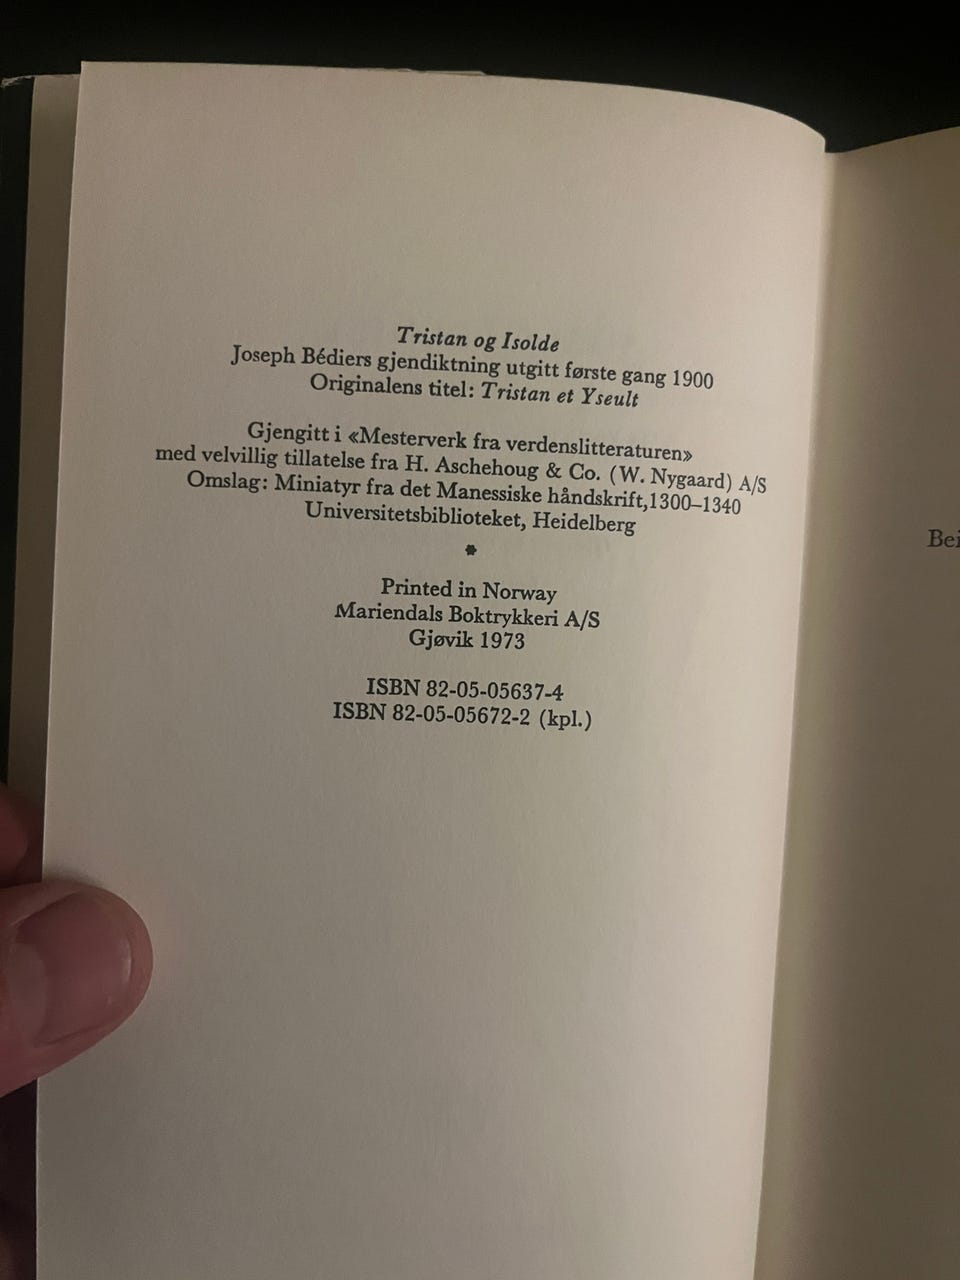 Tristan og Isolde
Joseph Bédiers gjendiktning utgitt første gang 1900
Originalens titel: Tristan et Yseult
Gjengitt i «Mesterverk fra verdenslitteraturen»
med velvillig tillatelse fra H. Aschehoug & Co. (W. Nygaard) A/S
Omslag: Miniatyr fra det Manessiske håndskrift,1300–1340
Universitetsbiblioteket, Heidelberg
Printed in Norway
Mariendals Boktrykkeri A/S
Gjøvik 1973
ISBN 82-05-05637-4
ISBN 82-05-05672-2 (kpl.)
Bei